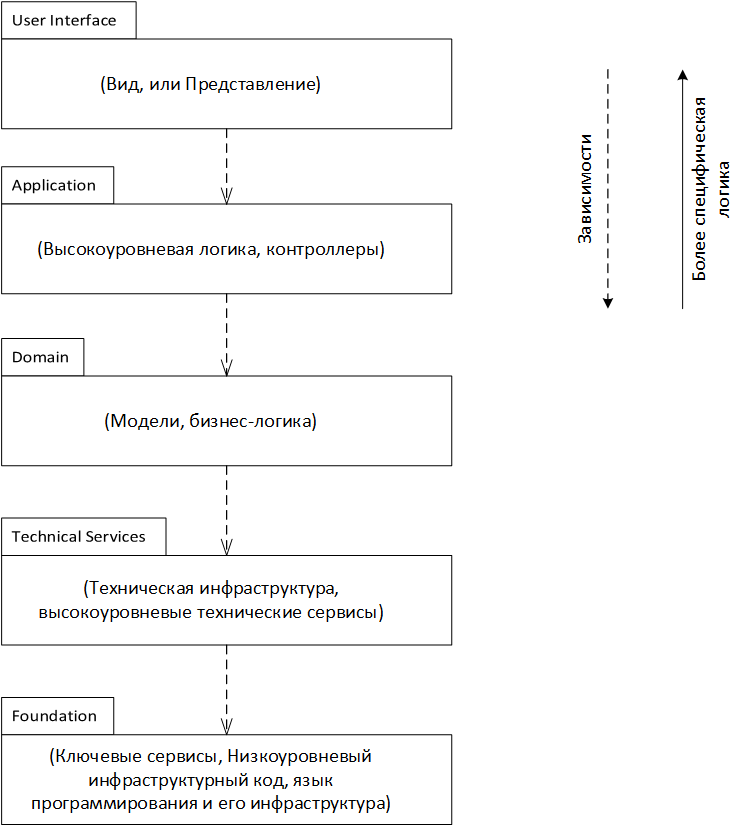 User Interface
(Вид, или Представление)
Application
(Высокоуровневая логика, контроллеры)
Domain
(Модели, бизнес-логика)
Technical Services
(Техническая инфраструктура,
высокоуровневые технические сервисы)
Foundation
(Ключевые сервисы, Низкоуровневый
инфраструктурный код, язык
программирования и его инфраструктура)
Зависимости
Более специфическая
логика